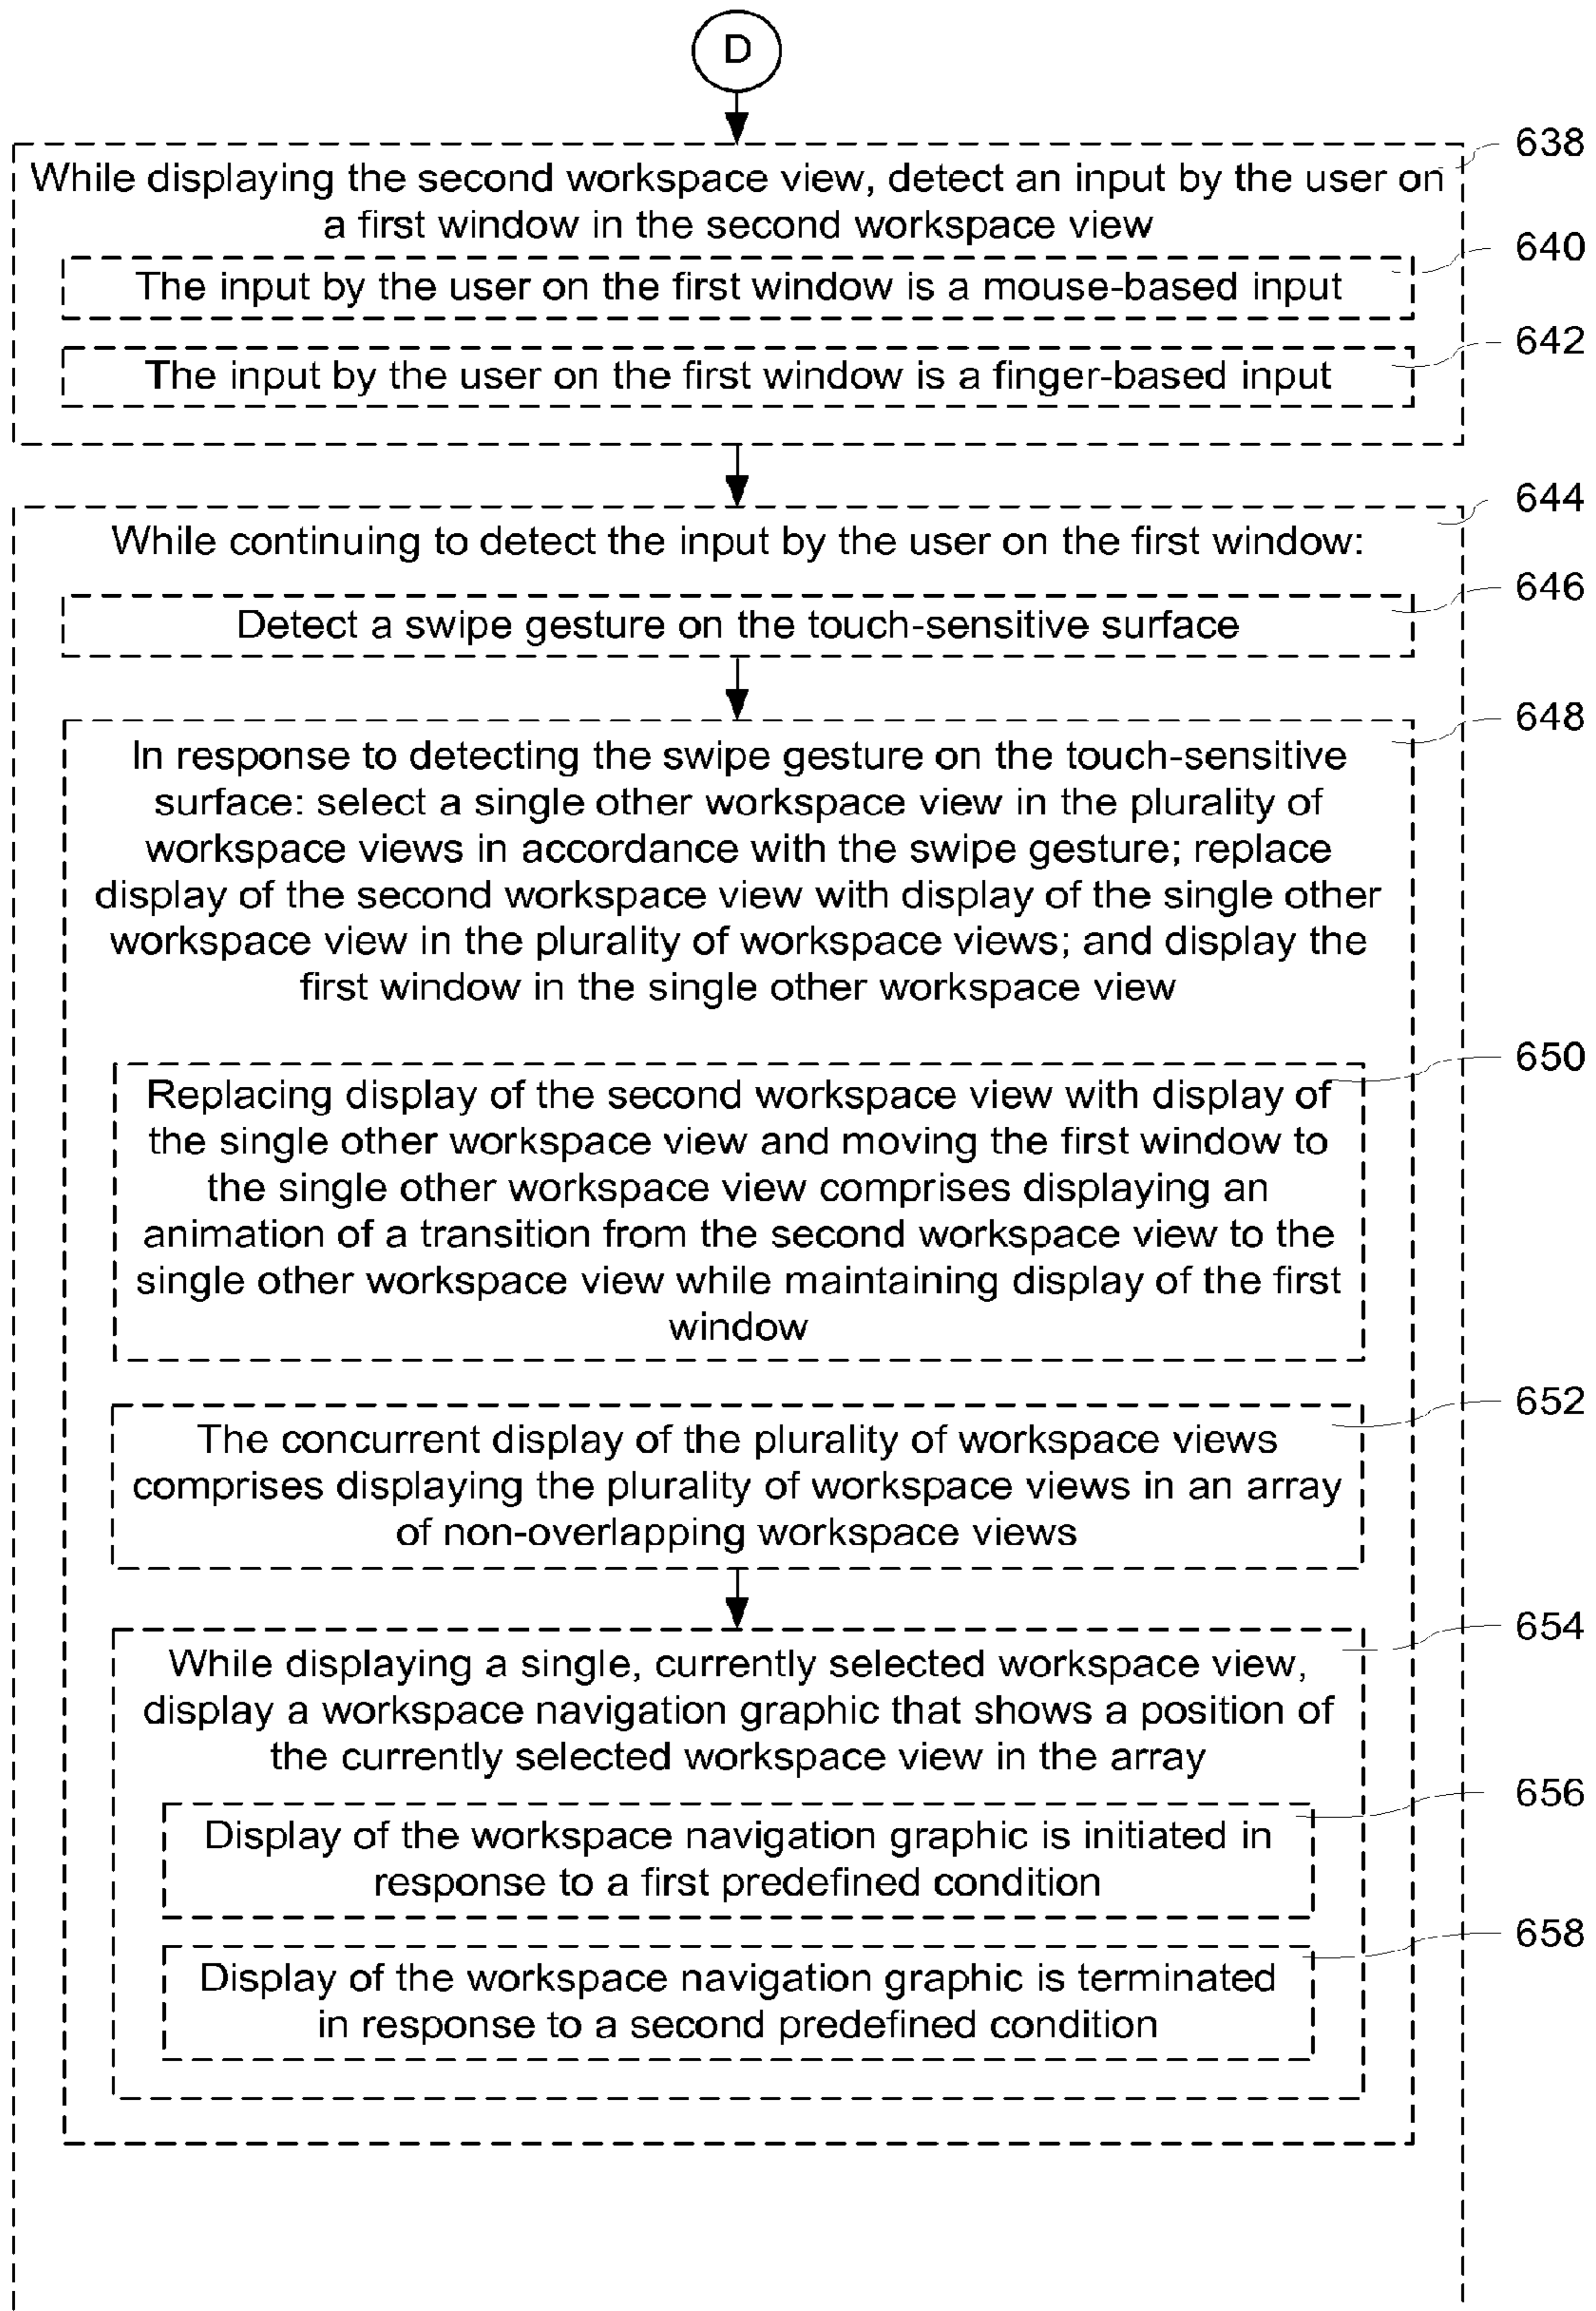 D
638
While displaying the second workspace view, detect an input by the user on
a first window in the second workspace view
640
The input by the user on the first window is a mouse-based input
642
The input by the user on the first window is a finger-based input
644
While continuing to detect the input by the user on the first window:
646
Detect a swipe gesture on the touch-sensitive surface
648
In response to detecting the swipe gesture on the touch-sensitive
surface: select a single other workspace view in the plurality of
workspace views in accordance with the swipe gesture; replace
display of the second workspace view with display of the single other
workspace view in the plurality of workspace views; and display the
first window in the single other workspace view
650
Replacing display of the second workspace view with display of
the single other workspace view and moving the first window to
the single other workspace view comprises displaying an
animation of a transition from the second workspace view to the
single other workspace view while maintaining display of the first
window
652
The concurrent display of the plurality of workspace views
comprises displaying the plurality of workspace views in an array
of non-overlapping workspace views
654
While displaying a single, currently selected workspace view,
display a workspace navigation graphic that shows a position of
the currently selected workspace view in the array
656
Display of the workspace navigation graphic is initiated in
response to a first predefined condition
658
Display of the workspace navigation graphic is terminated
in response to a second predefined condition